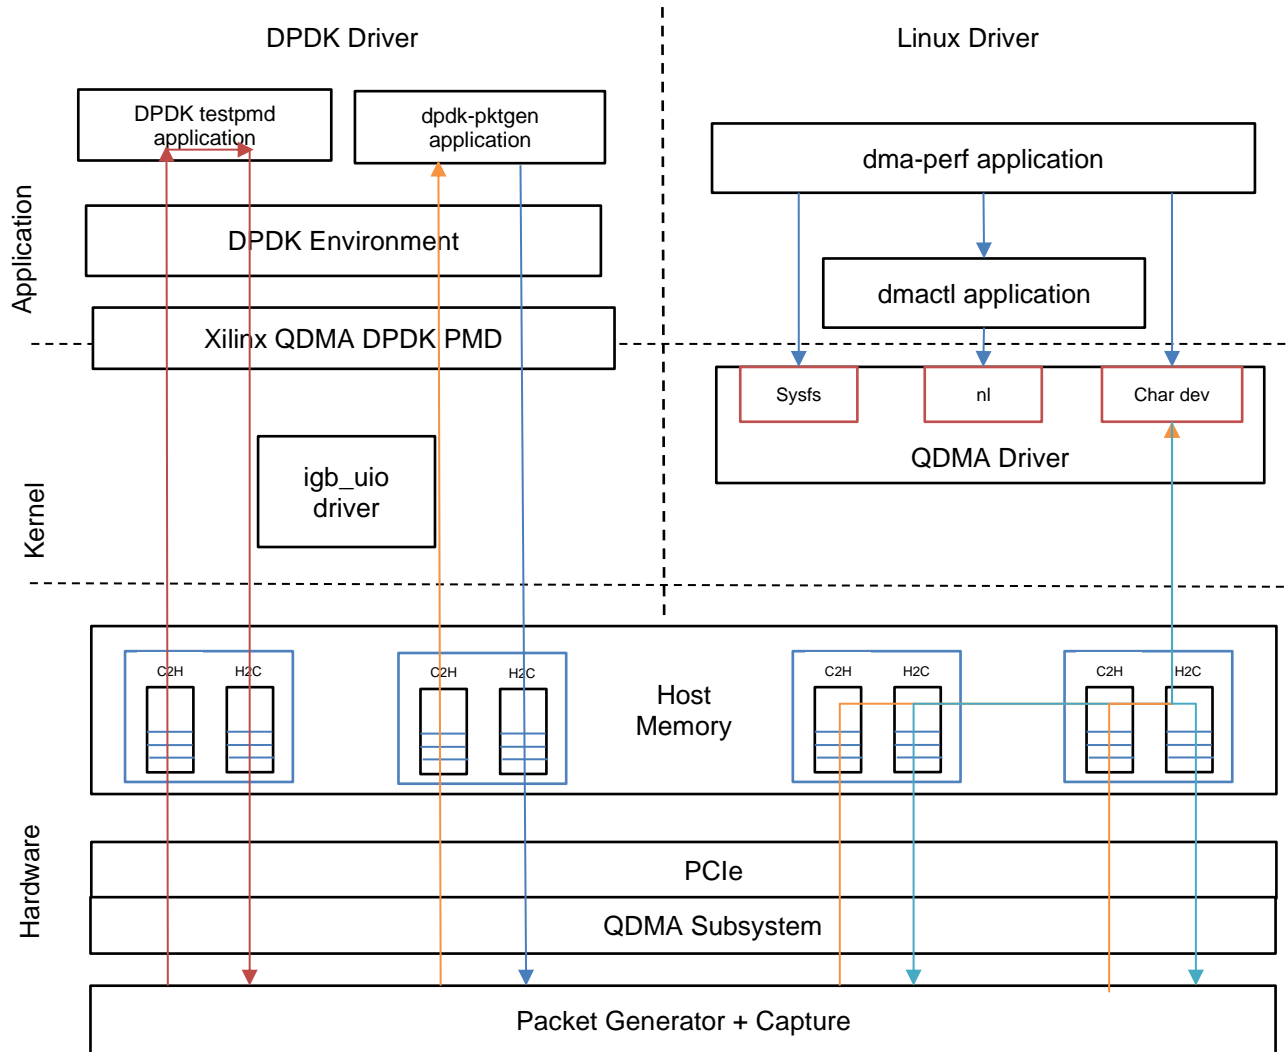 DPDK Driver
Linux Driver
DPDK testpmd
application
dpdk-pktgen
application
dma-perf application
Application
DPDK Environment
dmactl application
Xilinx QDMA DPDK PMD
Sysfs
nl
Char dev
QDMA Driver
Kernel
igb_uio
driver
C2H
H2C
C2H
H2C
Host
Memory
C2H
H2C
C2H
H2C
Hardware
PCIe
QDMA Subsystem
Packet Generator + Capture